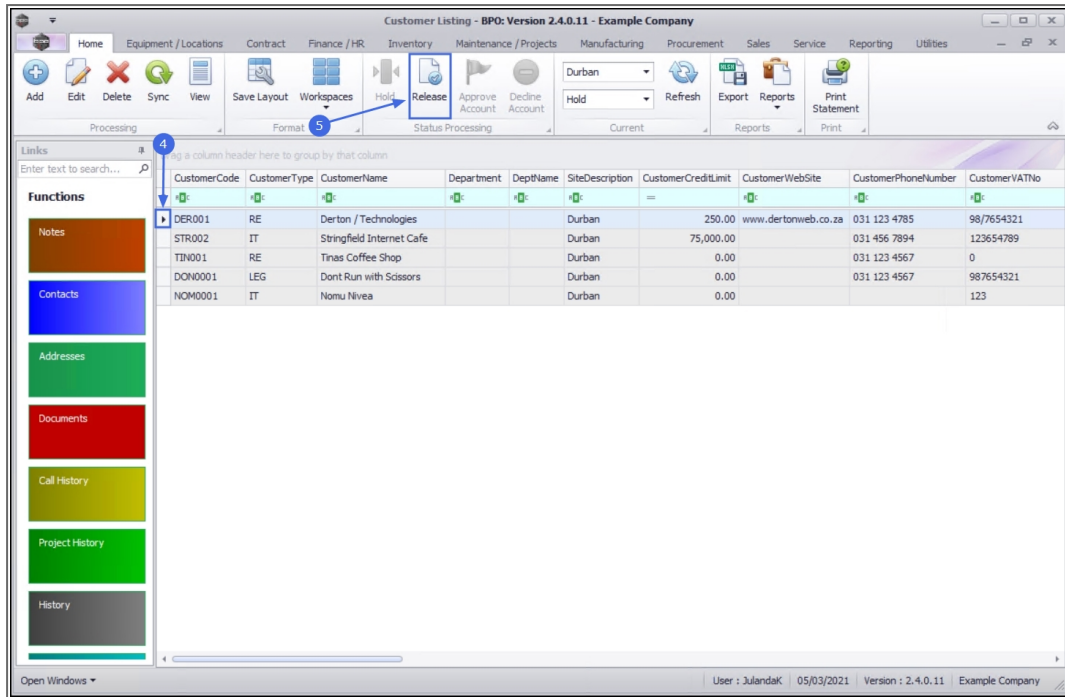 Customer Listing - BPO: Version 2.4.0.11 - Example Company
Home Equipment / Locations Contract Finance / HR Inventory Maintenance / Projects Manufacturing Procurement Sales Service Reporting Utilities
Add Edit Delete Sync View Save Layout Workspaces Hold Release Approve Account Decline Account Durban Hold Refresh Export Reports Print Statement
Processing Format Status Processing Current Reports Print
5
4
Links
Enter text to search...
Functions
Notes
Contacts
Addresses
Documents
Call History
Project History
History
ag a column header here to group by that column
CustomerCode CustomerType CustomerName Department DeptName SiteDescription CustomerCreditLimit CustomerWebSite CustomerPhoneNumber CustomerVATNo
=
DER001 RE Derton / Technologies Durban 250.00 www.dertonweb.co.za 031 123 4785 98/7654321
STR002 IT Stringfield Internet Cafe Durban 75,000.00 031 456 7894 123654789
TIN001 RE Tinas Coffee Shop Durban 0.00 031 123 4567 0
DON0001 LEG Dont Run with Scissors Durban 0.00 031 123 4567 987654321
NOM0001 IT Nomu Nivea Durban 0.00 123
Open Windows User : JulandaK 05/03/2021 Version : 2.4.0.11 Example Company